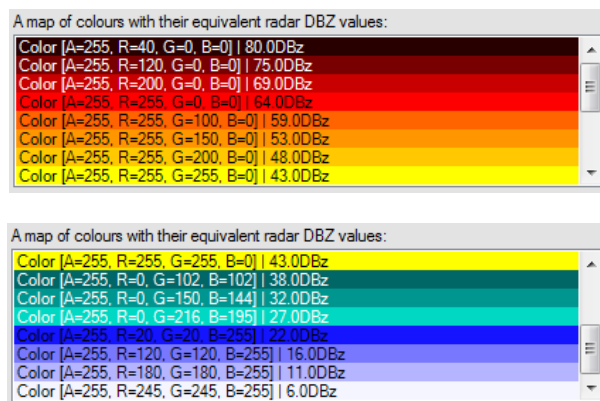 A map of colours with their equivalent radar DBZ values:
Color [A=255, R=40, G=0, B=0] | 80.0DBz
Color [A=255, R=120, G=0, B=0] | 75.0DBz
Color [A=255, R=200, G=0, B=0] | 69.0DBz
Color [A=255, R=255, G=0, B=0] | 64.0DBz
Color [A=255, R=255, G=100, B=0] | 59.0DBz
Color [A=255, R=255, G=150, B=0] | 53.0DBz
Color [A=255, R=255, G=200, B=0] | 48.0DBz
Color [A=255, R=255, G=255, B=0] | 43.0DBz
A map of colours with their equivalent radar DBZ values:
Color [A=255, R=255, G=255, B=0] | 43.0DBz
Color [A=255, R=0, G=102, B=102] | 38.0DBz
Color [A=255, R=0, G=150, B=144] | 32.0DBz
Color [A=255, R=0, G=216, B=195] | 27.0DBz
Color [A=255, R=20, G=20, B=255] | 22.0DBz
Color [A=255, R=120, G=120, B=255] | 16.0DBz
Color [A=255, R=180, G=180, B=255] | 11.0DBz
Color [A=255, R=245, G=245, B=255] | 6.0DBz